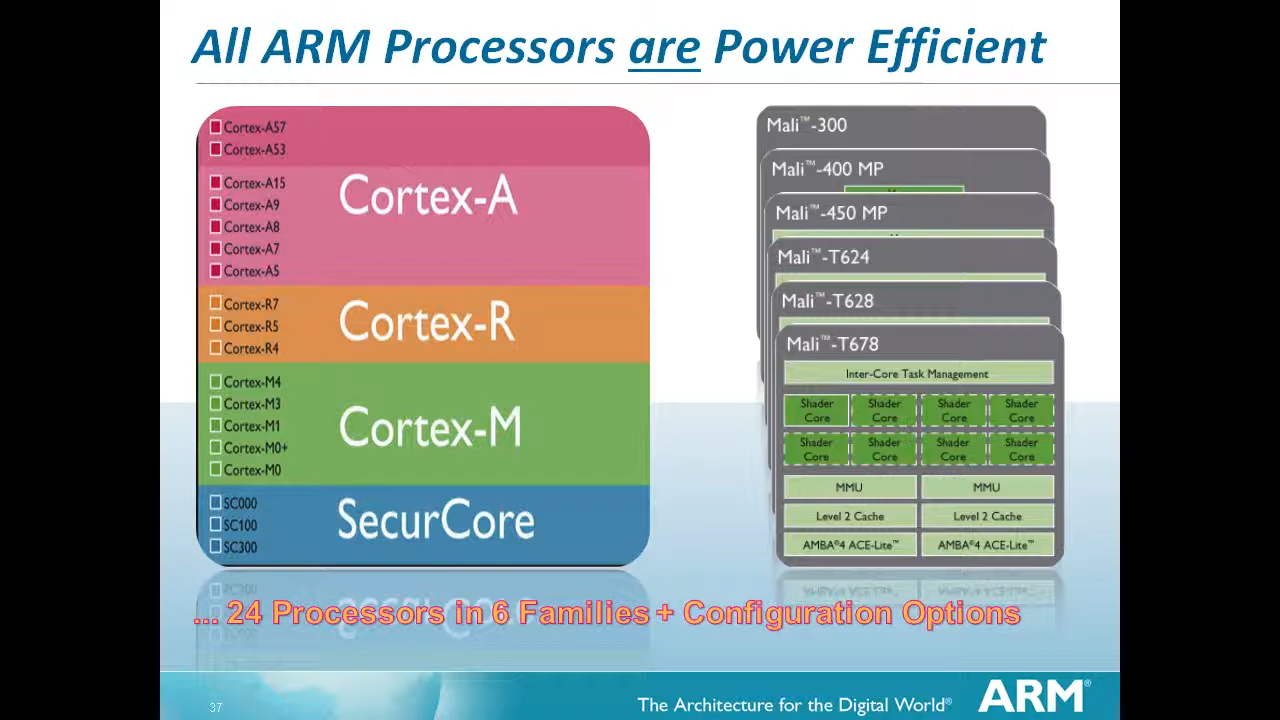 All ARM Processors are Power Efficient
Cortex-A57
Cortex-A53
Cortex-A15
Cortex-A9
Cortex-A8
Cortex-A7
Cortex-A5
Cortex-A
Cortex-R7
Cortex-R5
Cortex-R4
Cortex-R
Cortex-M4
Cortex-M3
Cortex-M1
Cortex-M0+
Cortex-M0
Cortex-M
SC000
SC100
SC300
SecurCore
Mali™-300
Mali™-400 MP
Mali™-450 MP
Mali™-T624
Mali™-T628
Mali™-T678
Inter-Core Task Management
Shader Core Shader Core Shader Core Shader Core
Shader Core Shader Core Shader Core Shader Core
MMU MMU
Level 2 Cache Level 2 Cache
AMBA®4 ACE-Lite™ AMBA®4 ACE-Lite™
... 24 Processors in 6 Families + Configuration Options
37
The Architecture for the Digital World®
ARM®